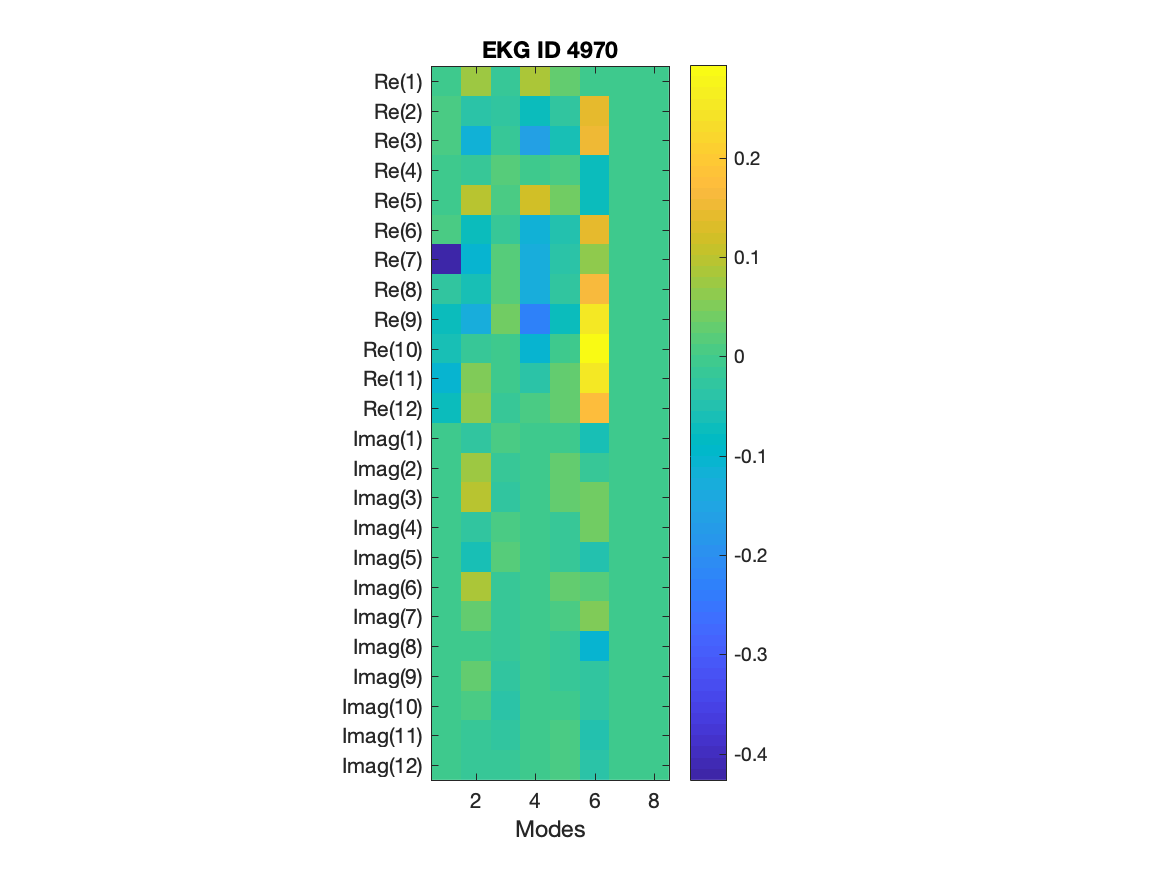 EKG ID 4970
Re(1)
Re(2)
Re(3)
Re(4)
Re(5)
Re(6)
Re(7)
Re(8)
Re(9)
Re(10)
Re(11)
Re(12)
Imag(1)
Imag(2)
Imag(3)
Imag(4)
Imag(5)
Imag(6)
Imag(7)
Imag(8)
Imag(9)
Imag(10)
Imag(11)
Imag(12)
2 4 6 8
Modes
0.2
0.1
0
-0.1
-0.2
-0.3
-0.4